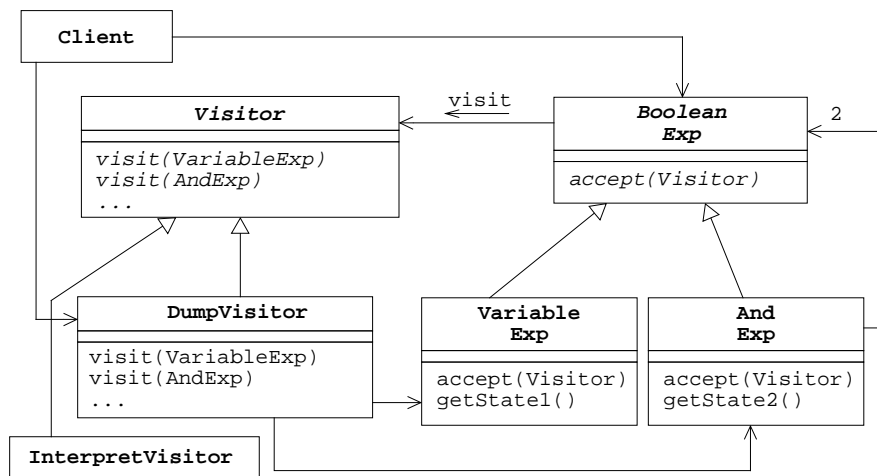 Client
Visitor
visit(VariableExp)
visit(AndExp)
...
visit
Boolean
Exp
accept(Visitor)
2
DumpVisitor
visit(VariableExp)
visit(AndExp)
...
Variable
Exp
accept(Visitor)
getState1()
And
Exp
accept(Visitor)
getState2()
InterpretVisitor